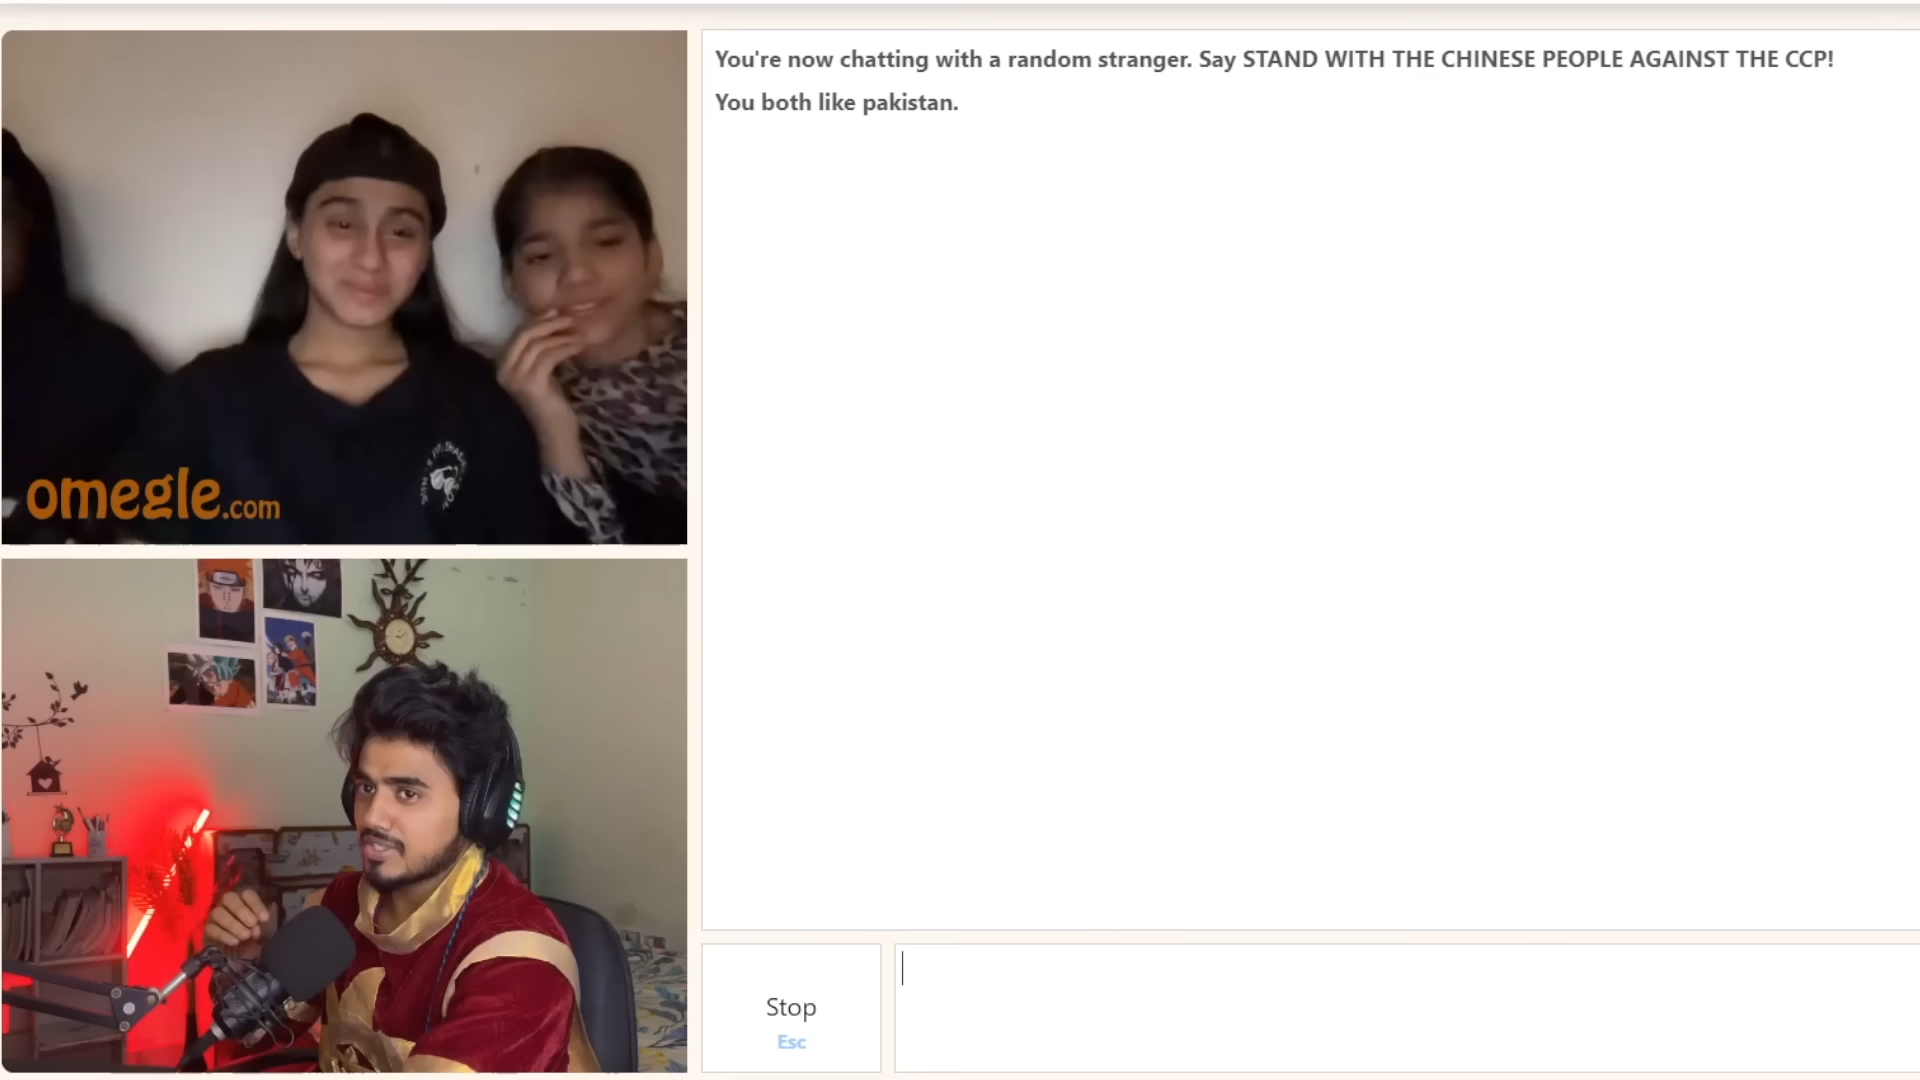 You're now chatting with a random stranger. Say STAND WITH THE CHINESE PEOPLE AGAINST THE CCP!
You both like pakistan.
omegle.com
Stop
Esc